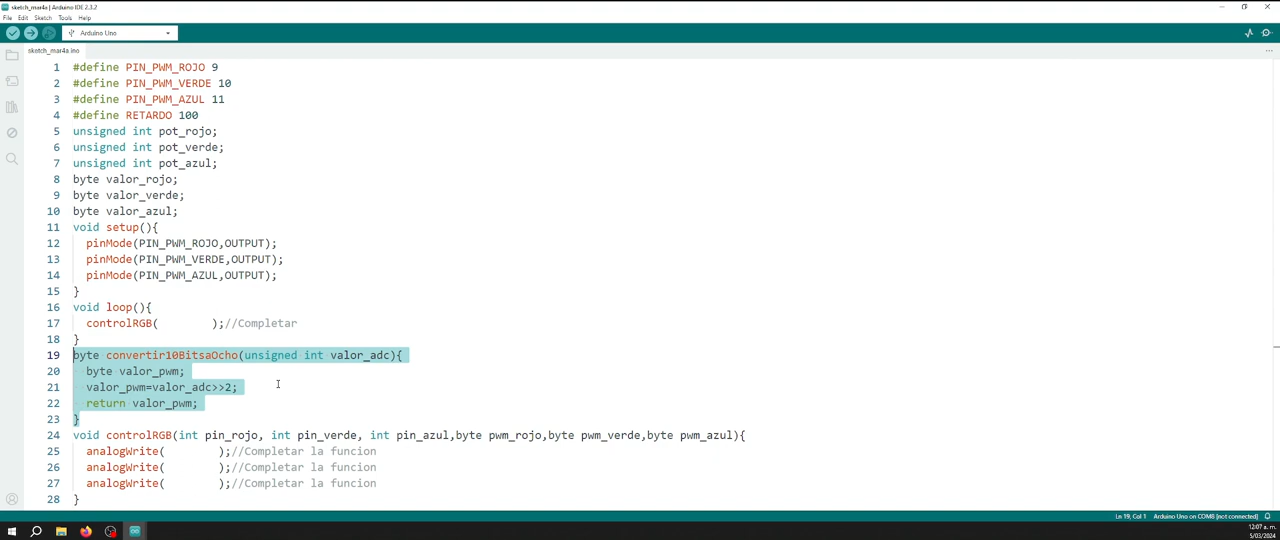 sketch_mar4a | Arduino IDE 2.3.2
File Edit Sketch Tools Help
Arduino Uno
sketch_mar4a.ino
1 #define PIN_PWM_ROJO 9
2 #define PIN_PWM_VERDE 10
3 #define PIN_PWM_AZUL 11
4 #define RETARDO 100
5 unsigned int pot_rojo;
6 unsigned int pot_verde;
7 unsigned int pot_azul;
8 byte valor_rojo;
9 byte valor_verde;
10 byte valor_azul;
11 void setup(){
12 pinMode(PIN_PWM_ROJO,OUTPUT);
13 pinMode(PIN_PWM_VERDE,OUTPUT);
14 pinMode(PIN_PWM_AZUL,OUTPUT);
15 }
16 void loop(){
17 controlRGB( );//Completar
18 }
19 byte convertir10BitsaOcho(unsigned int valor_adc){
20 byte valor_pwm;
21 valor_pwm=valor_adc>>2;
22 return valor_pwm;
23 }
24 void controlRGB(int pin_rojo, int pin_verde, int pin_azul,byte pwm_rojo,byte pwm_verde,byte pwm_azul){
25 analogWrite( );//Completar la funcion
26 analogWrite( );//Completar la funcion
27 analogWrite( );//Completar la funcion
28 }
Ln 19, Col 1 Arduino Uno on COM8 [not connected]
12:07 a. m.
5/03/2024